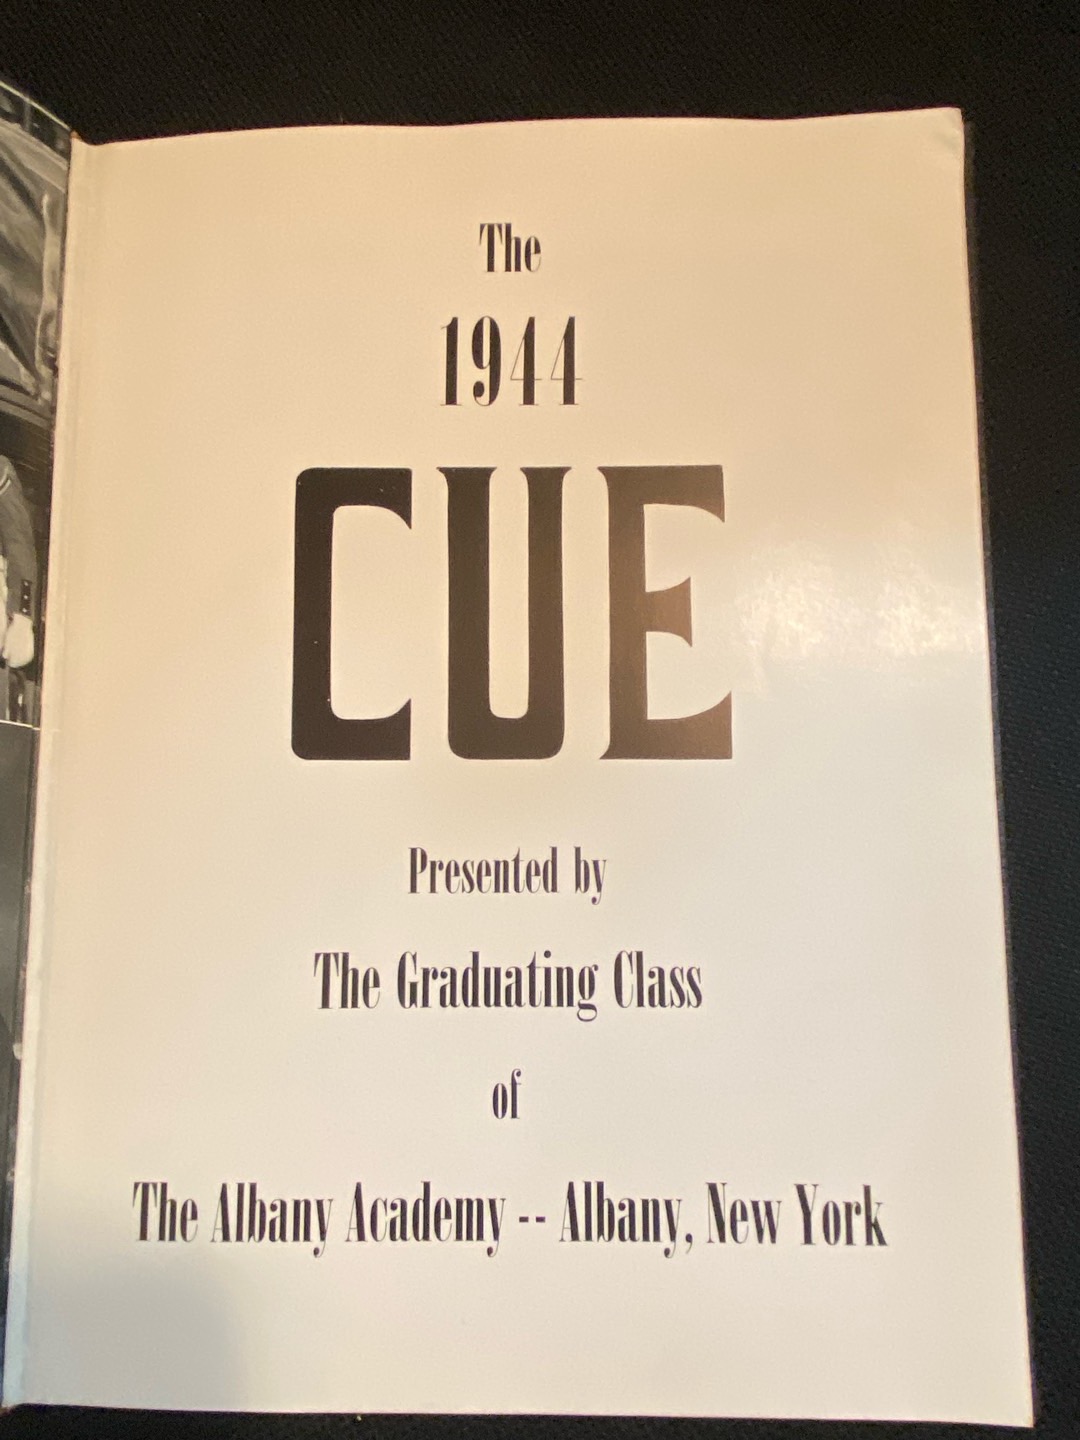 The
1944
CUE
Presented by
The Graduating Class
of
The Albany Academy -- Albany, New York